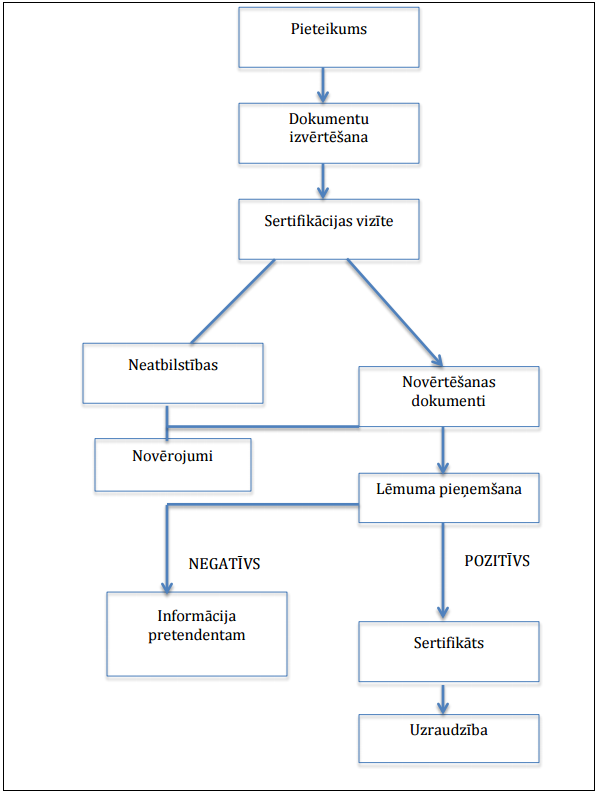 Pieteikums
Dokumentu
izvērtēšana
Sertifikācijas vizīte
Neatbilstības
Novērtēšanas
dokumenti
Novērojumi
Lēmuma pieņemšana
NEGATĪVS
POZITĪVS
Informācija
pretendentam
Sertifikāts
Uzraudzība